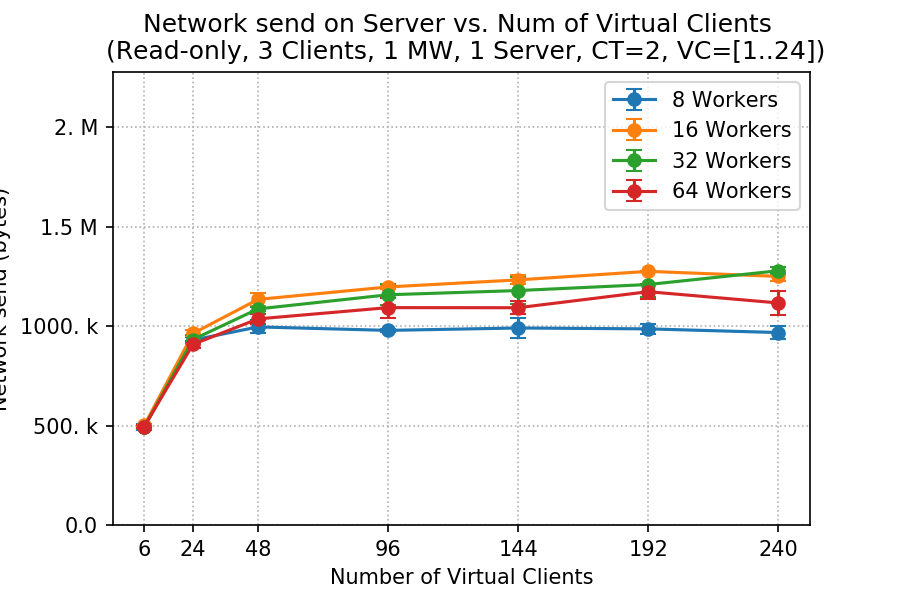 Network send on Server vs. Num of Virtual Clients
(Read-only, 3 Clients, 1 MW, 1 Server, CT=2, VC=[1..24])
8 Workers
16 Workers
32 Workers
64 Workers
2. M
1.5 M
1000. k
500. k
0.0
Network send (bytes)
6 24 48 96 144 192 240
Number of Virtual Clients